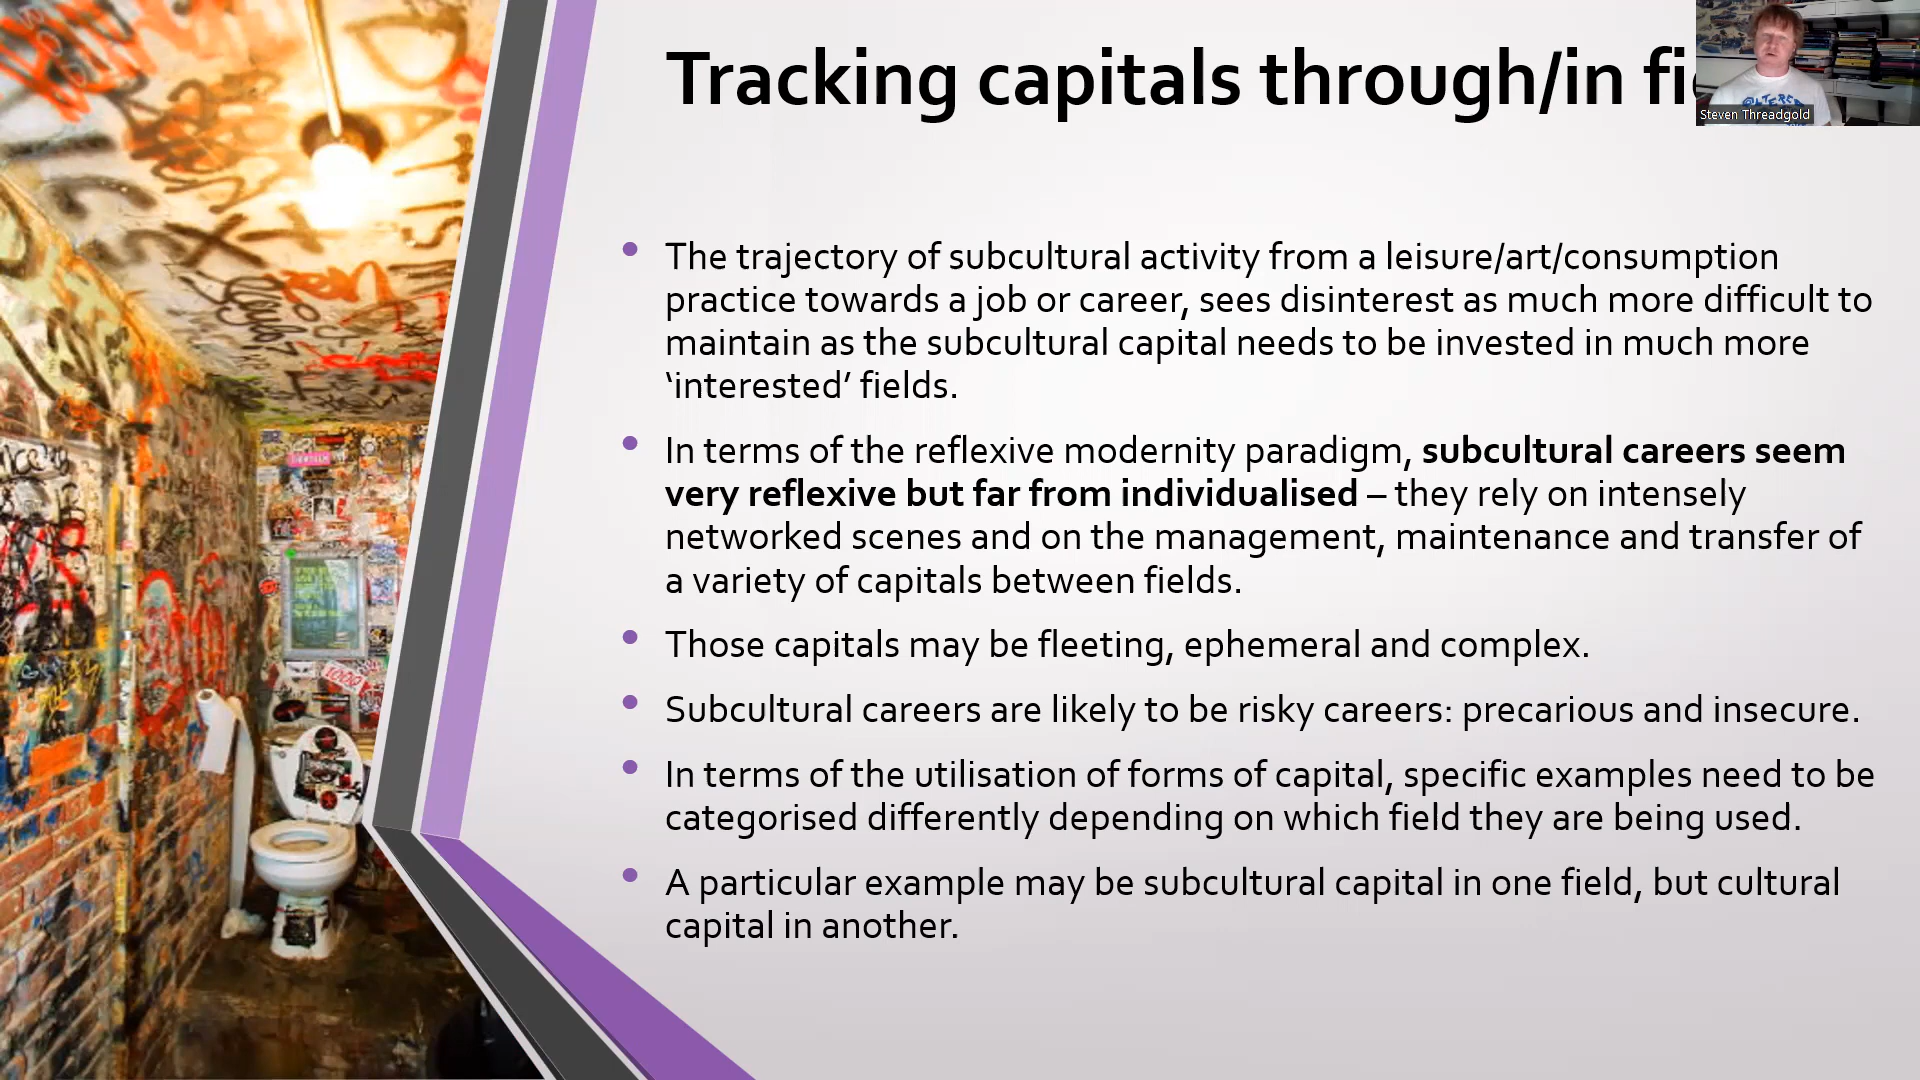 Tracking capitals through/in
Steven Threadgold
• The trajectory of subcultural activity from a leisure/art/consumption
practice towards a job or career, sees disinterest as much more difficult to
maintain as the subcultural capital needs to be invested in much more
‘interested’ fields.
• In terms of the reflexive modernity paradigm, subcultural careers seem
very reflexive but far from individualised – they rely on intensely
networked scenes and on the management, maintenance and transfer of
a variety of capitals between fields.
• Those capitals may be fleeting, ephemeral and complex.
• Subcultural careers are likely to be risky careers: precarious and insecure.
• In terms of the utilisation of forms of capital, specific examples need to be
categorised differently depending on which field they are being used.
• A particular example may be subcultural capital in one field, but cultural
capital in another.